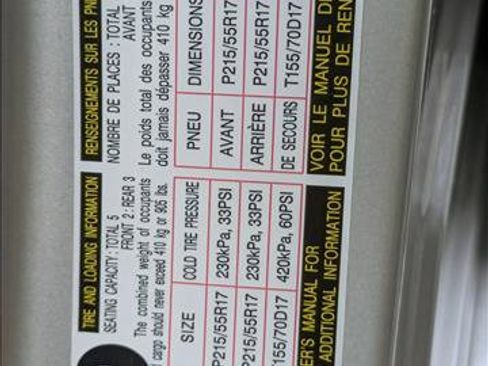 TIRE AND LOADING INFORMATION
SEATING CAPACITY: TOTAL 5
FRONT 2: REAR 3
The combined weight of occupants
cargo should never exceed 410 kg or 905 lbs.
SIZE COLD TIRE PRESSURE
P215/55R17 230kPa, 33PSI
P215/55R17 230kPa, 33PSI
155/70D17 420kPa, 60PSI
ER'S MANUAL FOR
ADDITIONAL INFORMATION
RENSEIGNEMENTS SUR LES PN
NOMBRE DE PLACES : TOTAL
AVANT
Le poids total des occupants
doit jamais dépasser 410 kg
PNEU DIMENSIONS
AVANT P215/55R17
ARRIÈRE P215/55R17
DE SECOURS T155/70D17
VOIR LE MANUEL DE
POUR PLUS DE REN